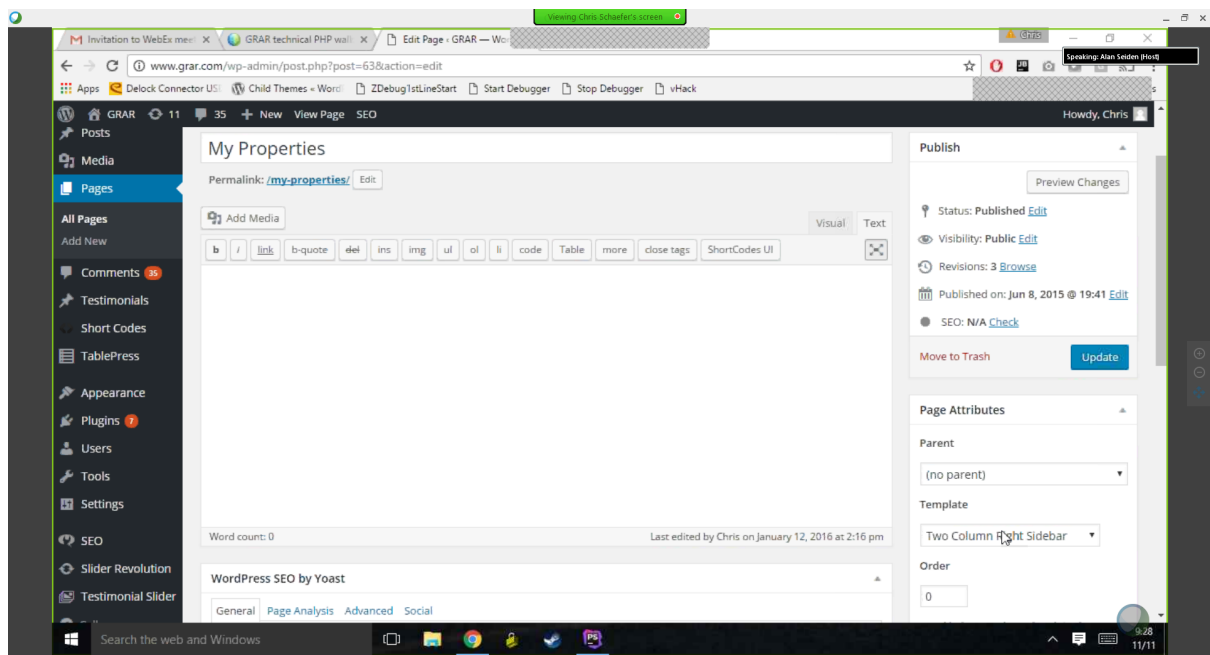 Viewing Chris Schaefer's screen
Invitation to WebEx mee
GRAR technical PHP wal
Edit Page ‹ GRAR — Wo
Chris
www.grar.com/wp-admin/post.php?post=63&action=edit
Speaking: Alan Seiden (Host)
Apps Delock Connector US Child Themes « Word ZDebug1stLineStart Start Debugger Stop Debugger vHack
GRAR 11 35 + New View Page SEO Howdy, Chris
Posts
Media
Pages
All Pages
Add New
Comments 35
Testimonials
Short Codes
TablePress
Appearance
Plugins 7
Users
Tools
Settings
SEO
Slider Revolution
Testimonial Slider
My Properties
Permalink: /my-properties/ Edit
Add Media
Visual Text
b i link b-quote del ins img ul ol li code Table more close tags ShortCodes UI
Word count: 0 Last edited by Chris on January 12, 2016 at 2:16 pm
WordPress SEO by Yoast
General Page Analysis Advanced Social
Publish
Preview Changes
Status: Published Edit
Visibility: Public Edit
Revisions: 3 Browse
Published on: Jun 8, 2015 @ 19:41 Edit
SEO: N/A Check
Move to Trash Update
Page Attributes
Parent
(no parent)
Template
Two Column Right Sidebar
Order
0
Search the web and Windows
PS
9:28
11/11